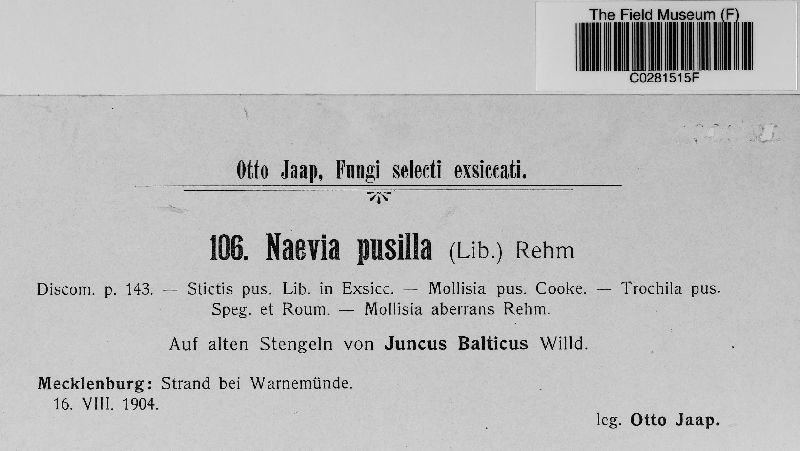 The Field Museum (F)
C0281515F
Otto Jaap, Fungi selecti exsiccati.
106. Naevia pusilla (Lib.) Rehm
Discom. p. 143. — Stictis pus. Lib. in Exsicc. — Mollisia pus. Cooke. — Trochila pus.
Speg. et Roum. — Mollisia aberrans Rehm.
Auf alten Stengeln von Juncus Balticus Willd.
Mecklenburg: Strand bei Warnemünde.
16. VIII. 1904.
leg. Otto Jaap.